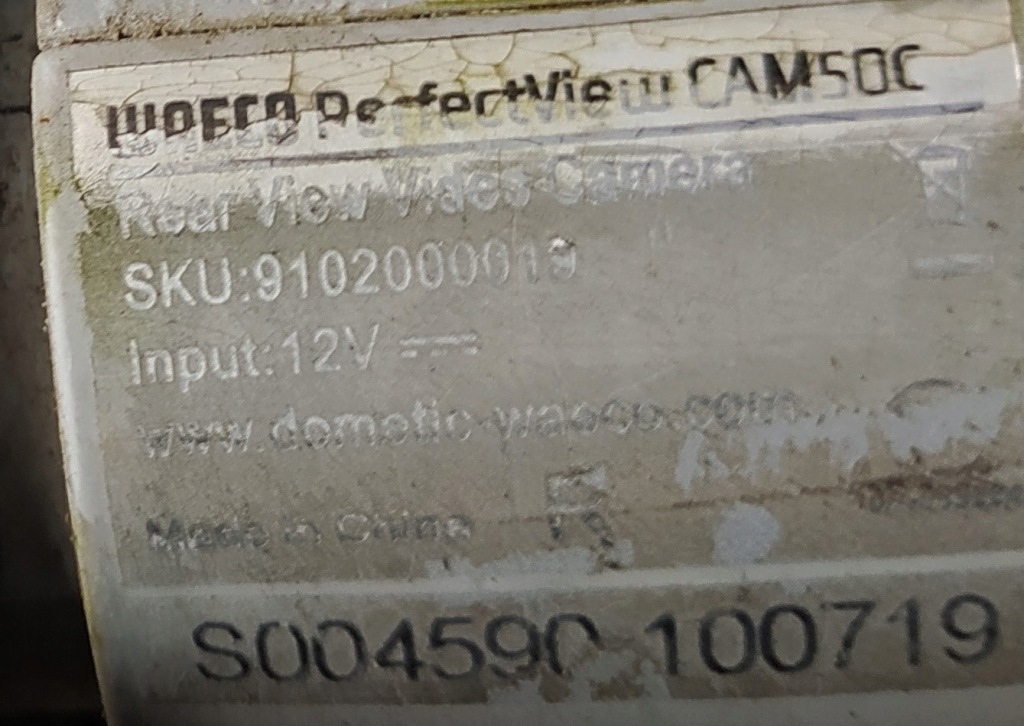 WAECO PerfectView CAM50C
Rear View Video Camera
SKU:9102000019
Input:12V
www.dometic-waeco.com
Made in China
S004590 100719